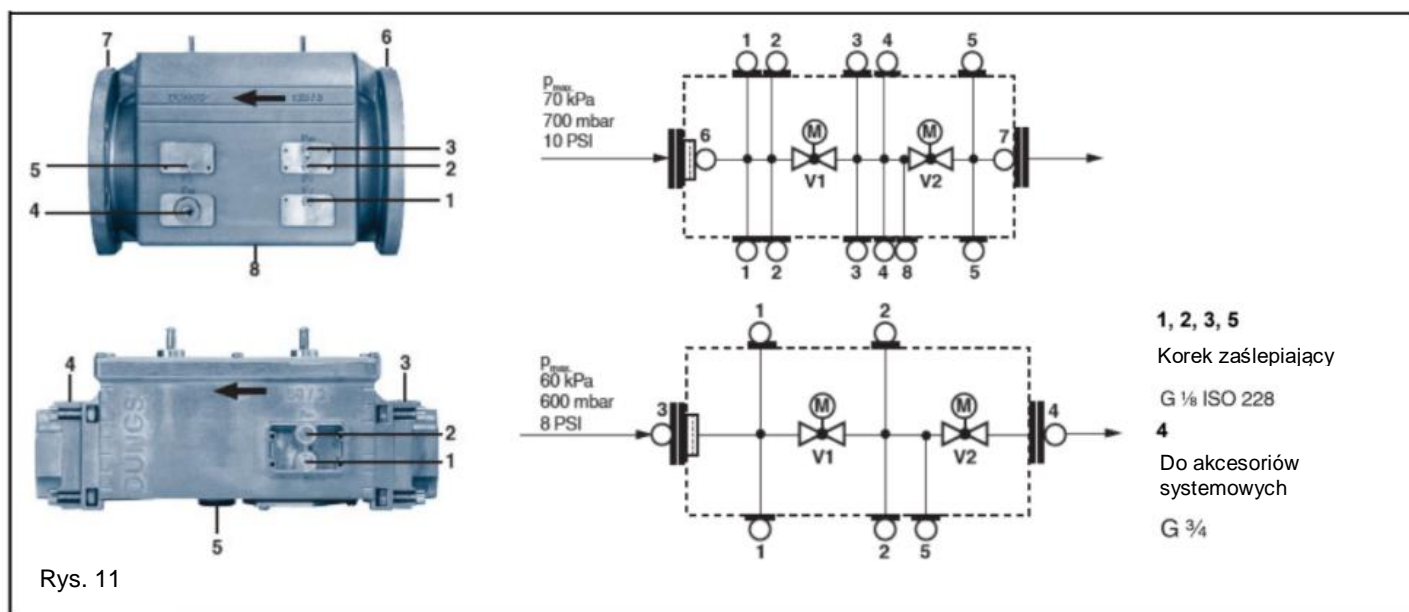 7
6
3
2
5
1
4
8
1
2
3
4
5
Pmax.
70 kPa
700 mbar
10 PSI
6
M
M
7
V1
V2
1
2
3
4
8
5
4
3
DUNGS
2
1
5
1
2
Pmax.
60 kPa
600 mbar
8 PSI
3
M
M
4
V1
V2
1
2
5
1, 2, 3, 5
Korek zaślepiający
G ⅛ ISO 228
4
Do akcesoriów
systemowych
G ¾
Rys. 11